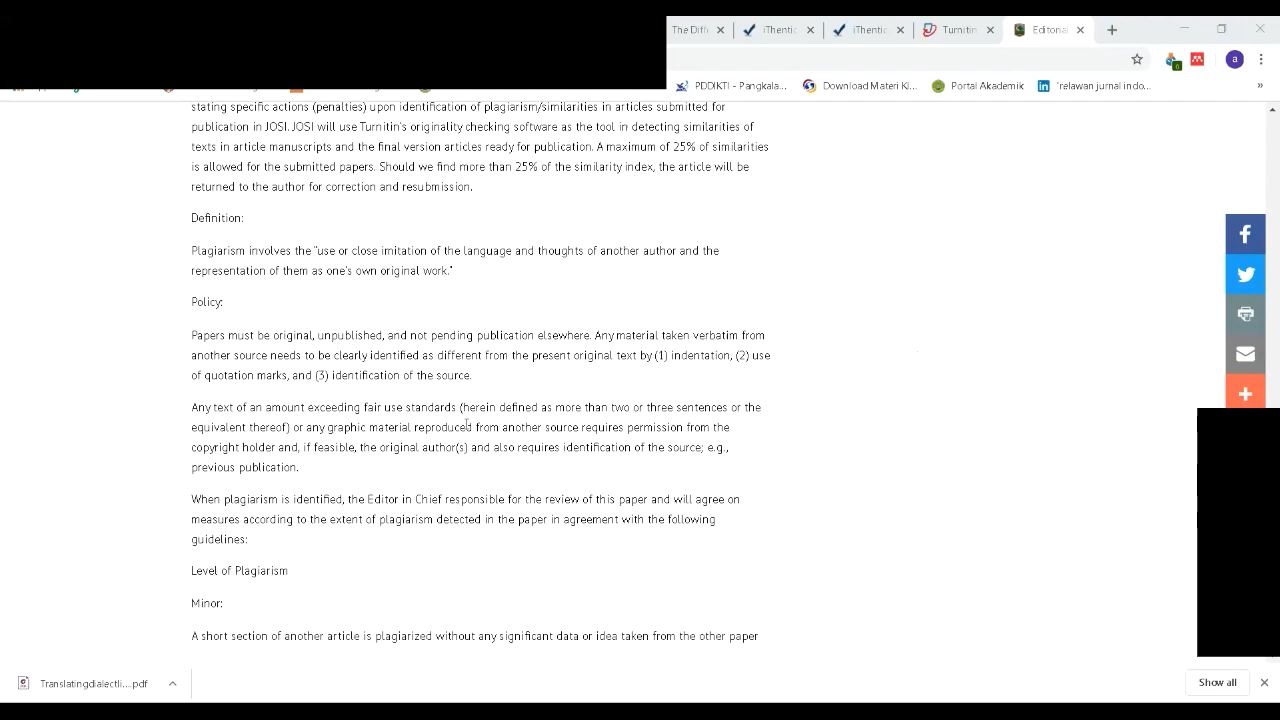 The Diff
iThentic
iThentic
Turnitin
Editorial
a
0
PDDIKTI - Pangkala...
Download Materi Kl...
Portal Akademik
'relawan jurnal indo...
»
stating specific actions (penalties) upon identification of plagiarism/similarities in articles submitted for
publication in JOSI. JOSI will use Turnitin's originality checking software as the tool in detecting similarities of
texts in article manuscripts and the final version articles ready for publication. A maximum of 25% of similarities
is allowed for the submitted papers. Should we find more than 25% of the similarity index, the article will be
returned to the author for correction and resubmission.
Definition:
Plagiarism involves the "use or close imitation of the language and thoughts of another author and the
representation of them as one's own original work."
Policy:
Papers must be original, unpublished, and not pending publication elsewhere. Any material taken verbatim from
another source needs to be clearly identified as different from the present original text by (1) indentation, (2) use
of quotation marks, and (3) identification of the source.
Any text of an amount exceeding fair use standards (herein defined as more than two or three sentences or the
equivalent thereof) or any graphic material reproduced from another source requires permission from the
copyright holder and, if feasible, the original author(s) and also requires identification of the source; e.g.,
previous publication.
When plagiarism is identified, the Editor in Chief responsible for the review of this paper and will agree on
measures according to the extent of plagiarism detected in the paper in agreement with the following
guidelines:
Level of Plagiarism
Minor:
A short section of another article is plagiarized without any significant data or idea taken from the other paper
Translatingdialectli....pdf
Show all